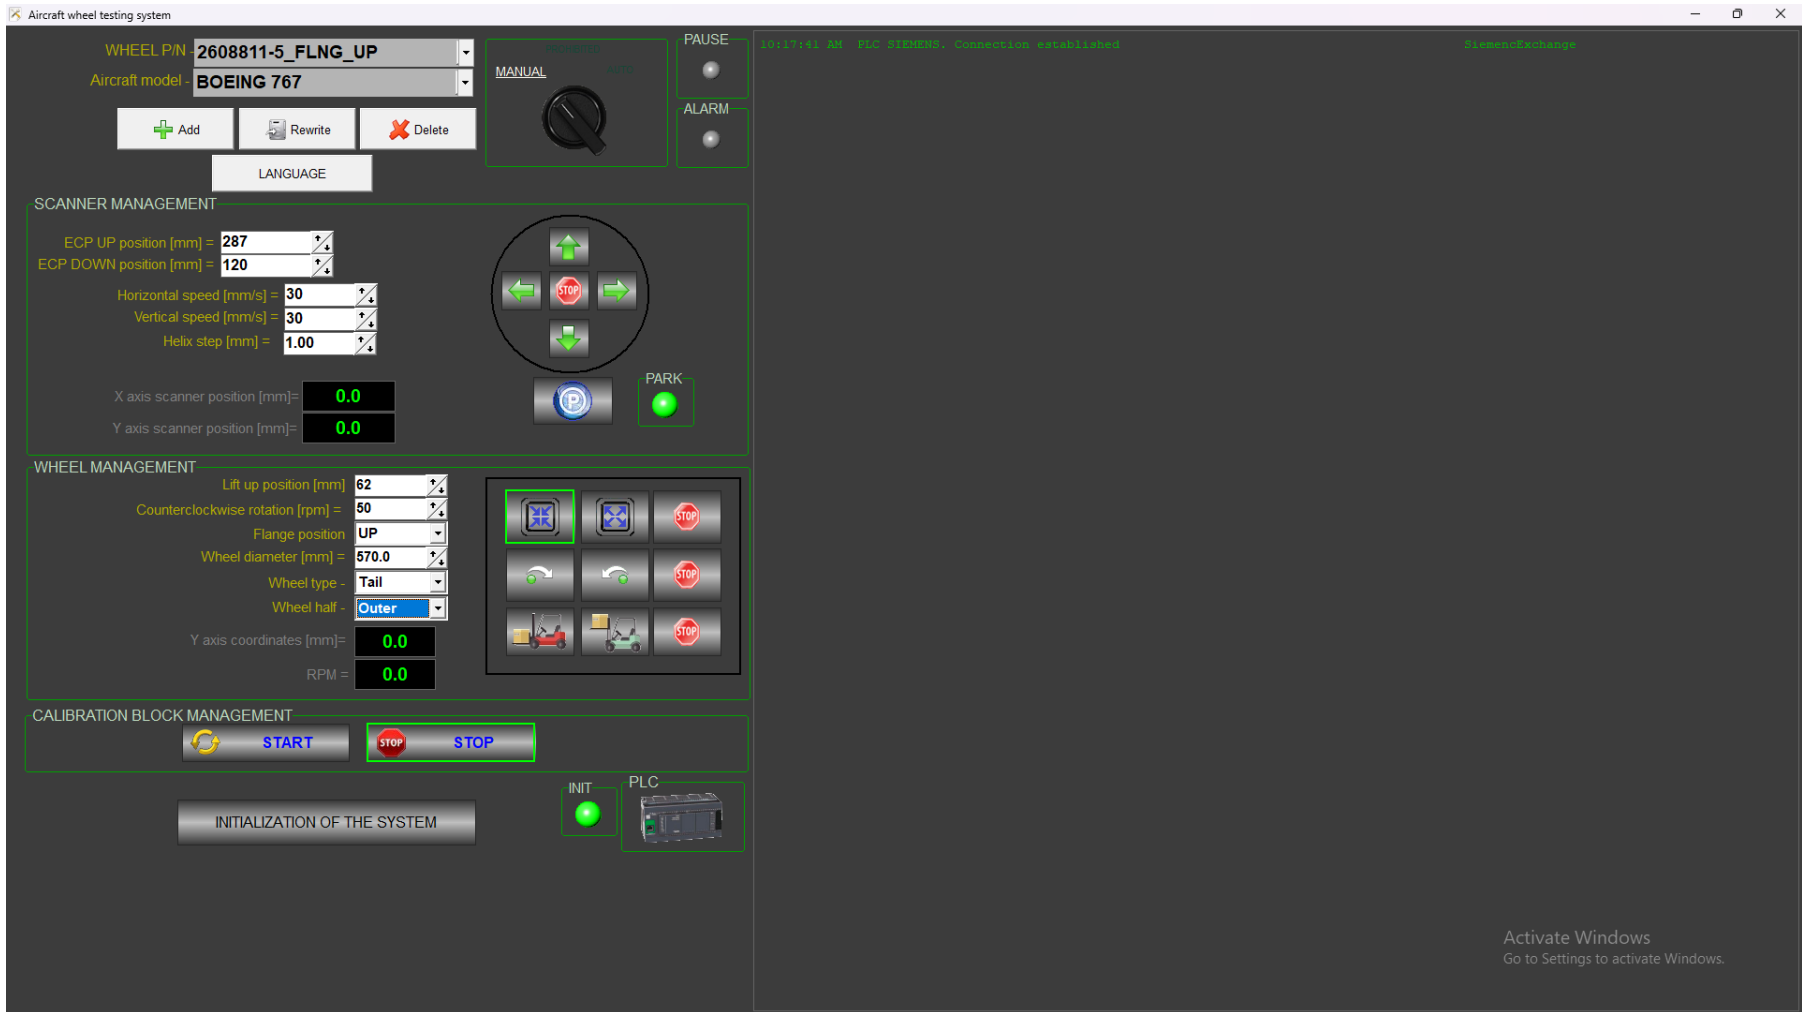 Aircraft wheel testing system
WHEEL P/N - 2608811-5_FLNG_UP
Aircraft model - BOEING 767
Add Rewrite Delete
LANGUAGE
MANUAL
AUTO
PAUSE
ALARM
10:17:41 AM PLC SIEMENS. Connection established SiemencExchange
SCANNER MANAGEMENT
ECP UP position [mm] = 287
ECP DOWN position [mm] = 120
Horizontal speed [mm/s] = 30
Vertical speed [mm/s] = 30
Helix step [mm] = 1.00
X axis scanner position [mm]= 0.0
Y axis scanner position [mm]= 0.0
STOP
P
PARK
WHEEL MANAGEMENT
Lift up position [mm] 62
Counterclockwise rotation [rpm] = 50
Flange position UP
Wheel diameter [mm] = 570.0
Wheel type - Tail
Wheel half - Outer
Y axis coordinates [mm]= 0.0
RPM = 0.0
STOP
STOP
STOP
CALIBRATION BLOCK MANAGEMENT
START STOP STOP
INITIALIZATION OF THE SYSTEM
INIT
PLC
Activate Windows
Go to Settings to activate Windows.